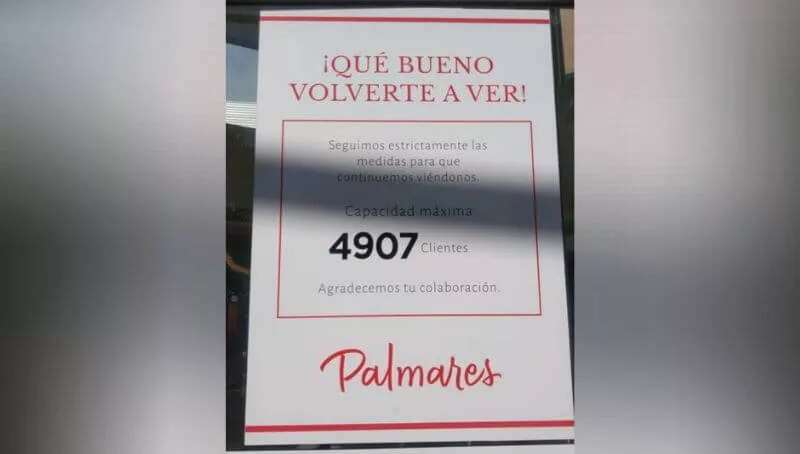 ¡QUÉ BUENO
VOLVERTE A VER!
Seguimos estrictamente las
medidas para que
continuemos viéndonos.
Capacidad máxima
4907 Clientes
Agradecemos tu colaboración.
Palmares